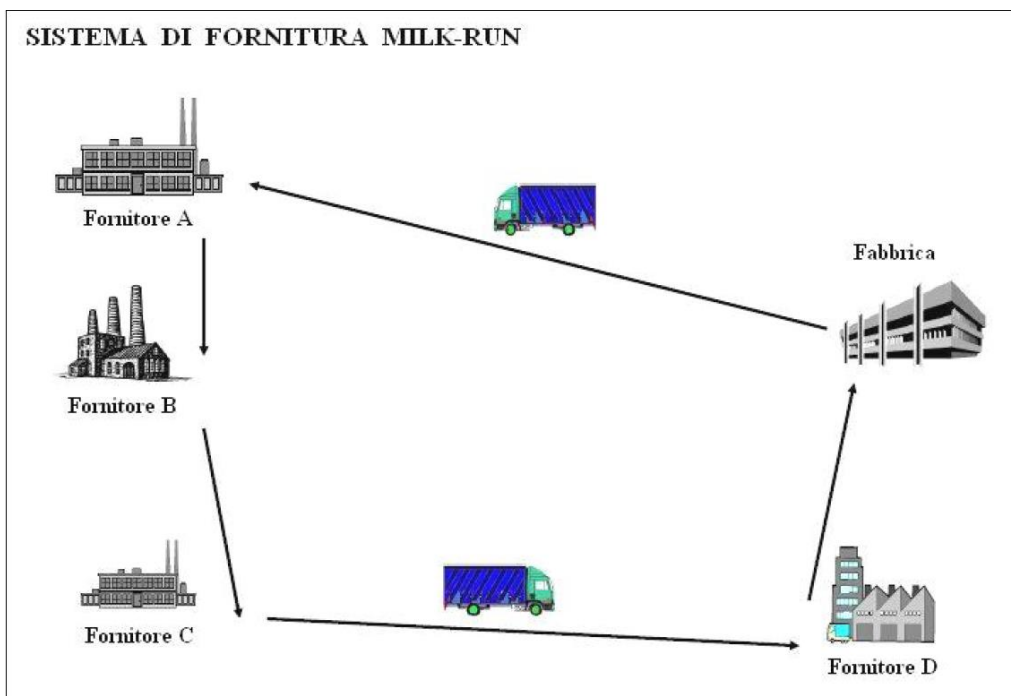 SISTEMA DI FORNITURA MILK-RUN
Fornitore A
Fabbrica
Fornitore B
Fornitore C
Fornitore D